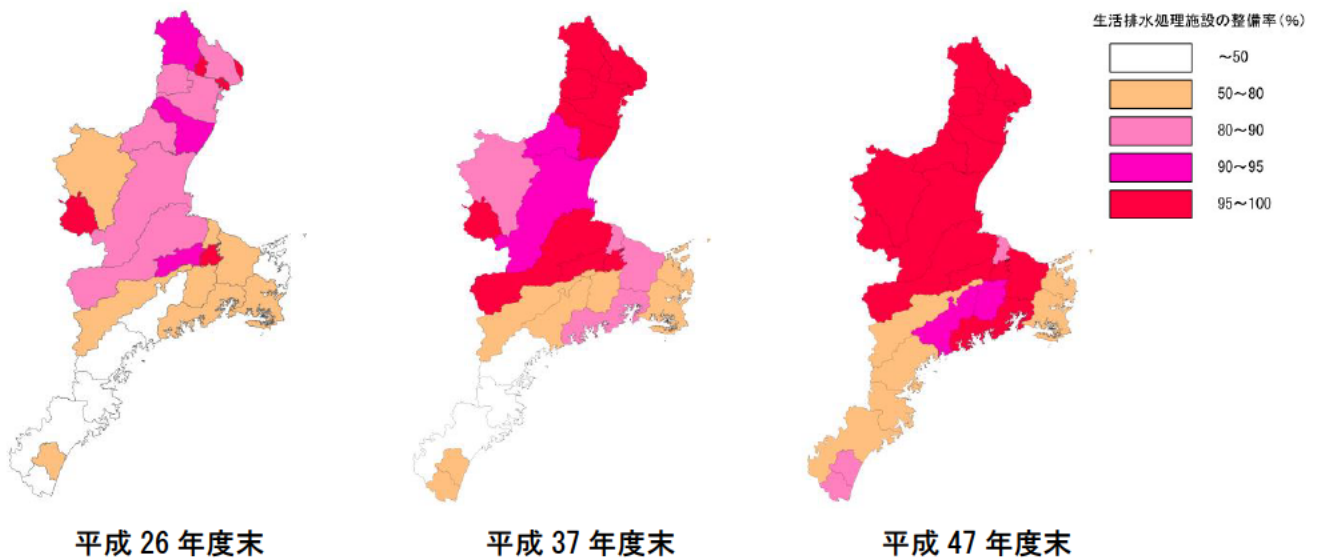 生活排水処理施設の整備率(%)
～50
50～80
80～90
90～95
95～100
平成 26 年度末
平成 37 年度末
平成 47 年度末